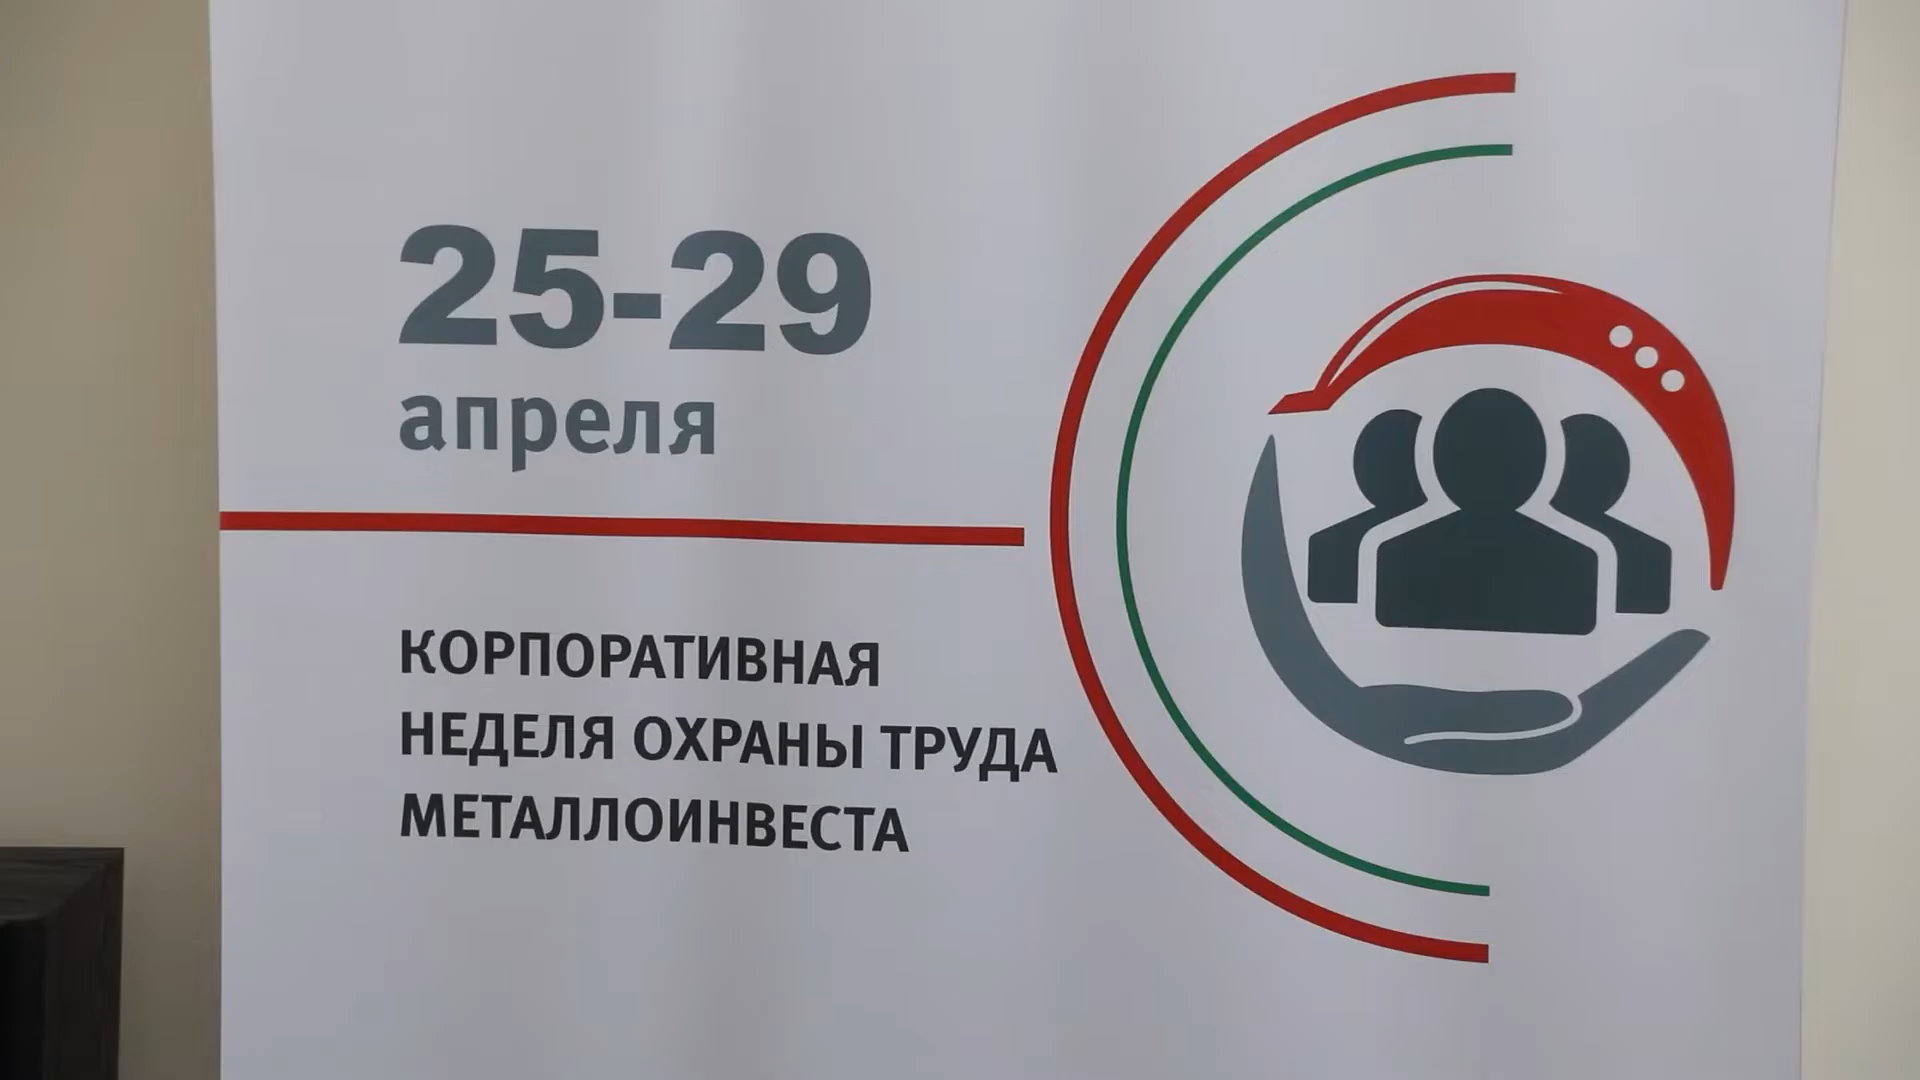 25-29
апреля
КОРПОРАТИВНАЯ
НЕДЕЛЯ ОХРАНЫ ТРУДА
МЕТАЛЛОИНВЕСТА